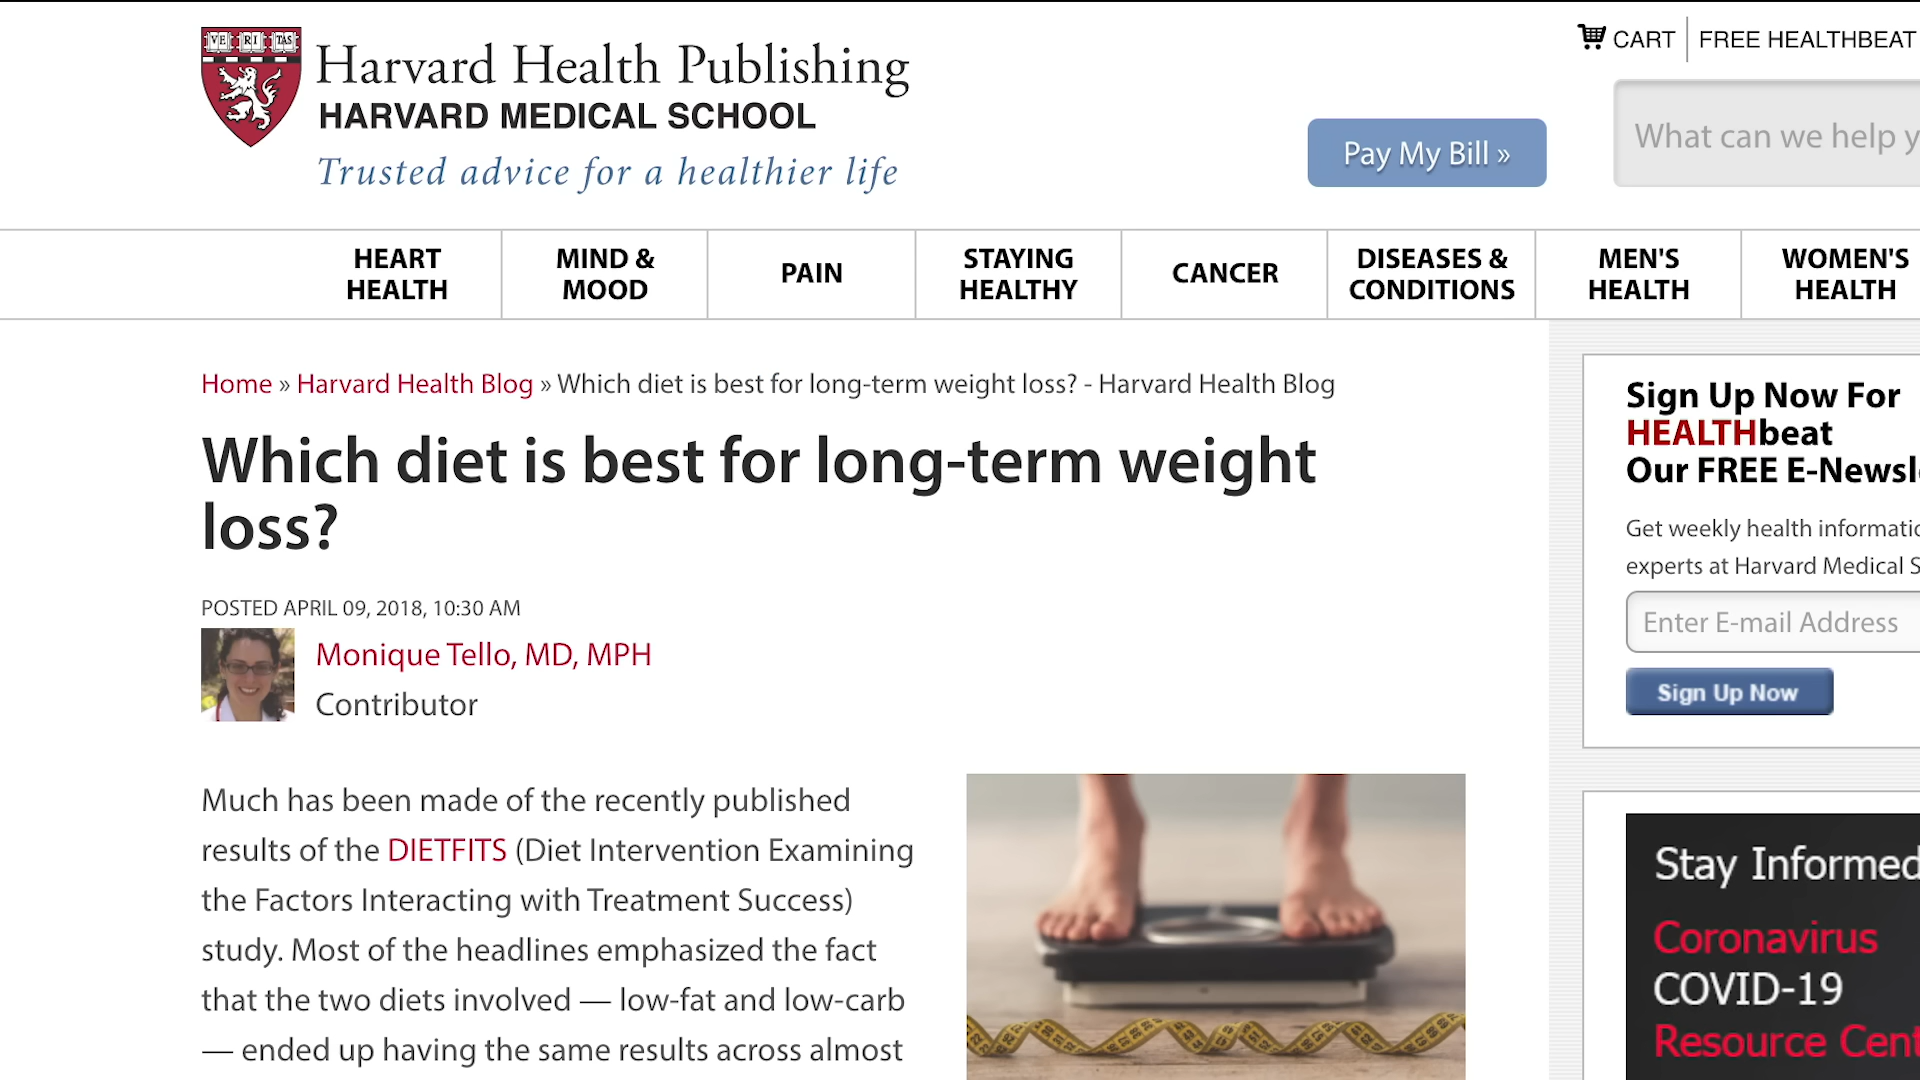 VE RI TAS
Harvard Health Publishing
HARVARD MEDICAL SCHOOL
Trusted advice for a healthier life
CART
FREE HEALTHBEAT
Pay My Bill »
What can we help y
HEART
HEALTH
MIND &
MOOD
PAIN
STAYING
HEALTHY
CANCER
DISEASES &
CONDITIONS
MEN'S
HEALTH
WOMEN'S
HEALTH
Home » Harvard Health Blog » Which diet is best for long-term weight loss? - Harvard Health Blog
Which diet is best for long-term weight
loss?
POSTED APRIL 09, 2018, 10:30 AM
Monique Tello, MD, MPH
Contributor
Much has been made of the recently published
results of the DIETFITS (Diet Intervention Examining
the Factors Interacting with Treatment Success)
study. Most of the headlines emphasized the fact
that the two diets involved — low-fat and low-carb
— ended up having the same results across almost
Sign Up Now For
HEALTHbeat
Our FREE E-Newsl
Get weekly health informatio
experts at Harvard Medical S
Enter E-mail Address
Sign Up Now
Stay Informed
Coronavirus
COVID-19
Resource Cent